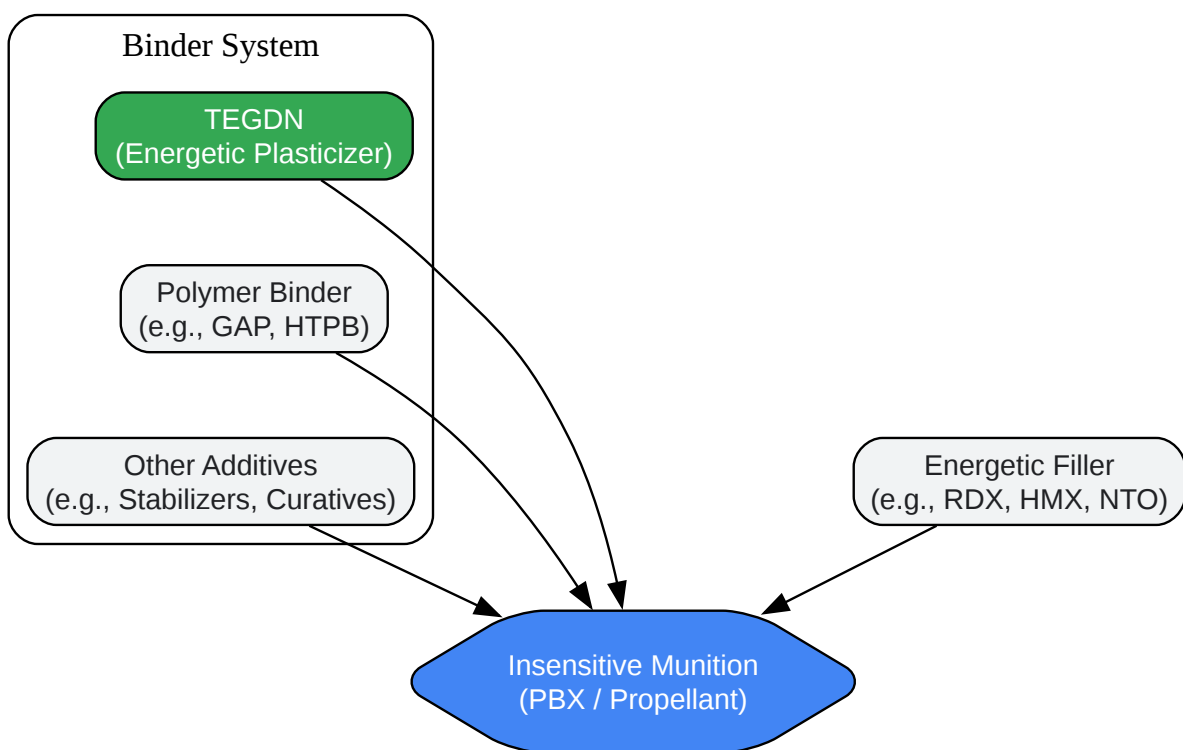 Binder System
TEGDN
(Energetic Plasticizer)
Polymer Binder
(e.g., GAP, HTPB)
Other Additives
(e.g., Stabilizers, Curatives)
Energetic Filler
(e.g., RDX, HMX, NTO)
Insensitive Munition
(PBX / Propellant)